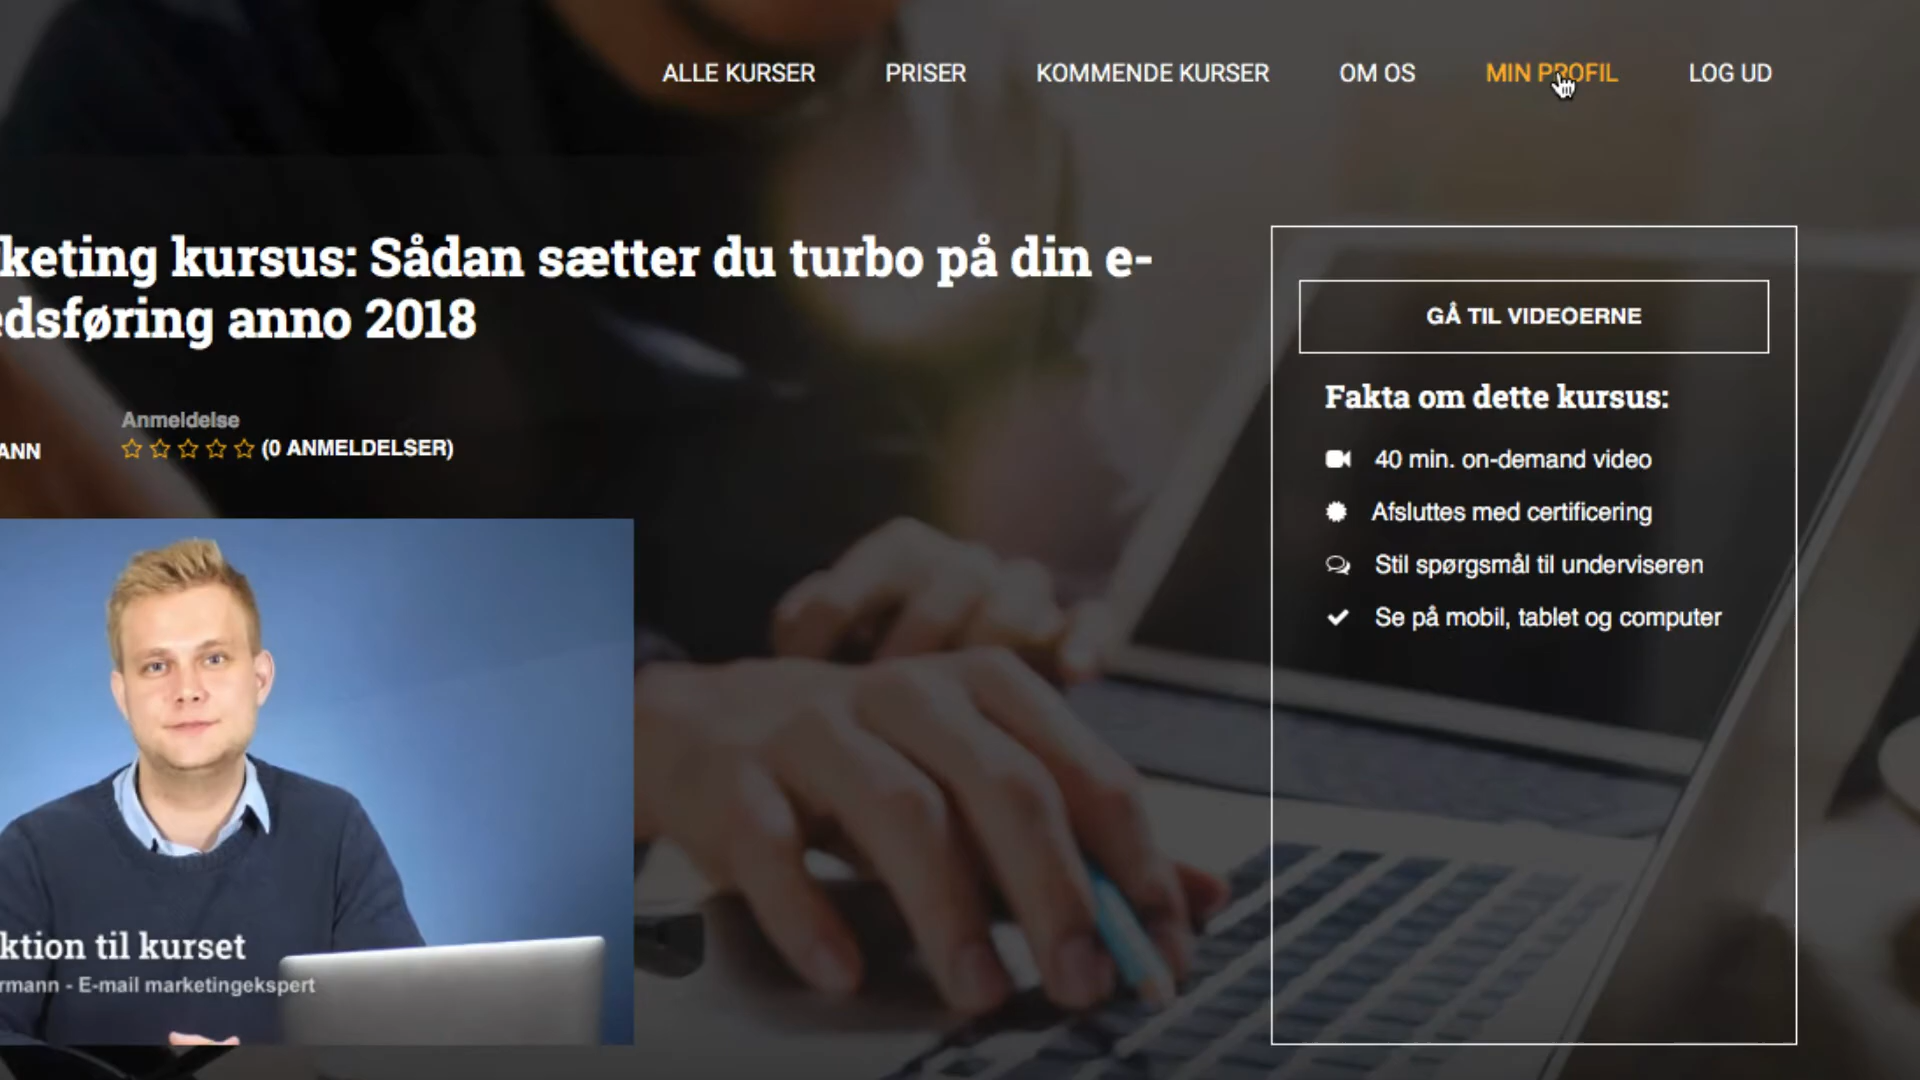 ALLE KURSER PRISER KOMMENDE KURSER OM OS MIN PROFIL LOG UD
keting kursus: Sådan sætter du turbo på din e-
edsføring anno 2018
Anmeldelse
ANN (0 ANMELDELSER)
ktion til kurset
rmann - E-mail marketingekspert
GÅ TIL VIDEOERNE
Fakta om dette kursus:
40 min. on-demand video
Afsluttes med certificering
Stil spørgsmål til underviseren
Se på mobil, tablet og computer